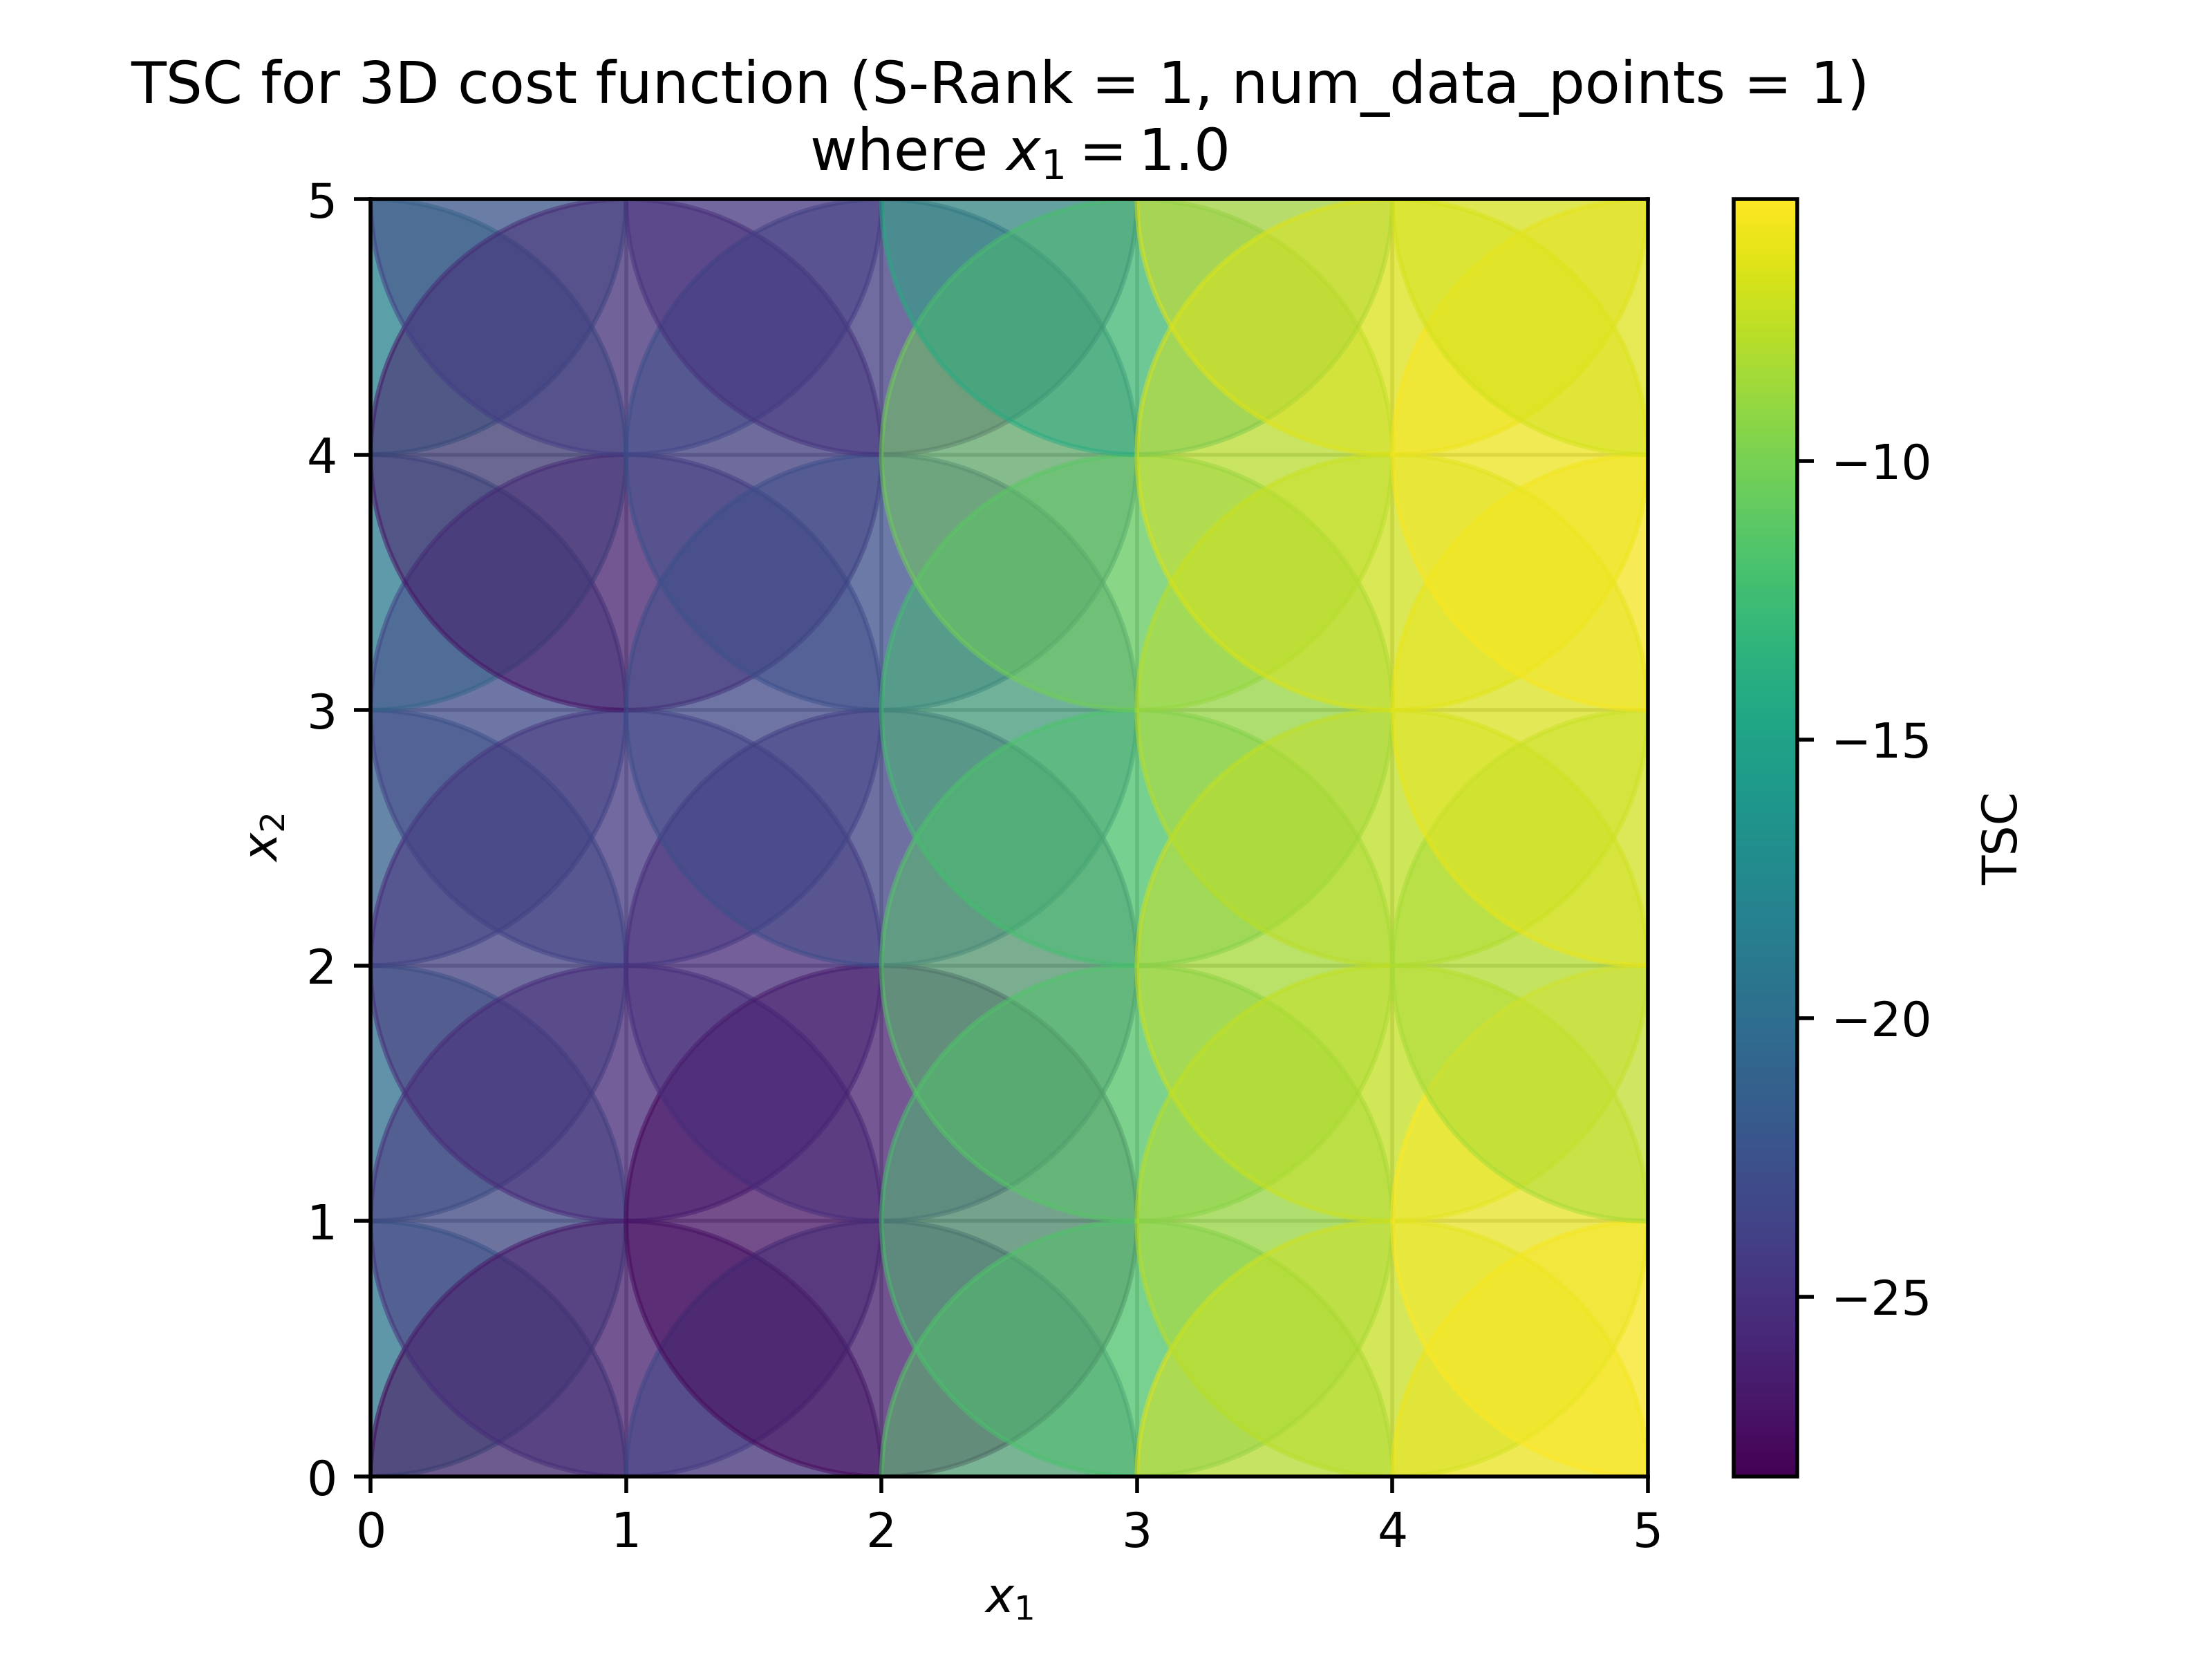 TSC for 3D cost function (S-Rank = 1, num_data_points = 1)
where x₁ = 1.0
5
4
3
2
1
0
x₂
0 1 2 3 4 5
x₁
−10
−15
−20
−25
TSC